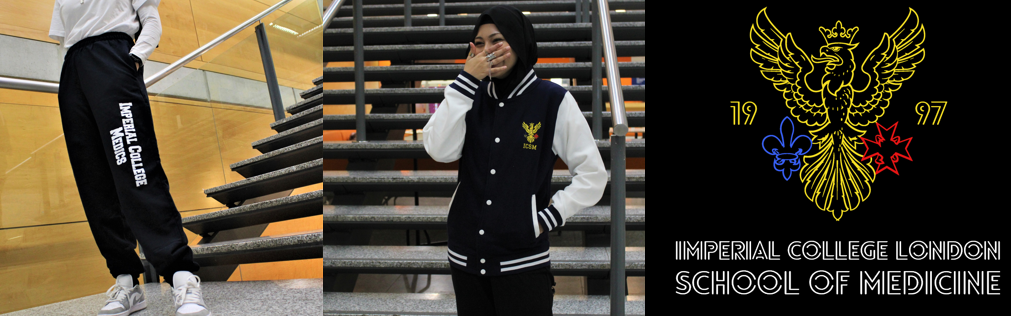 IMPERIAL COLLEGE
MEDICS
ICSM
19 97
IMPERIAL COLLEGE LONDON
SCHOOL OF MEDICINE